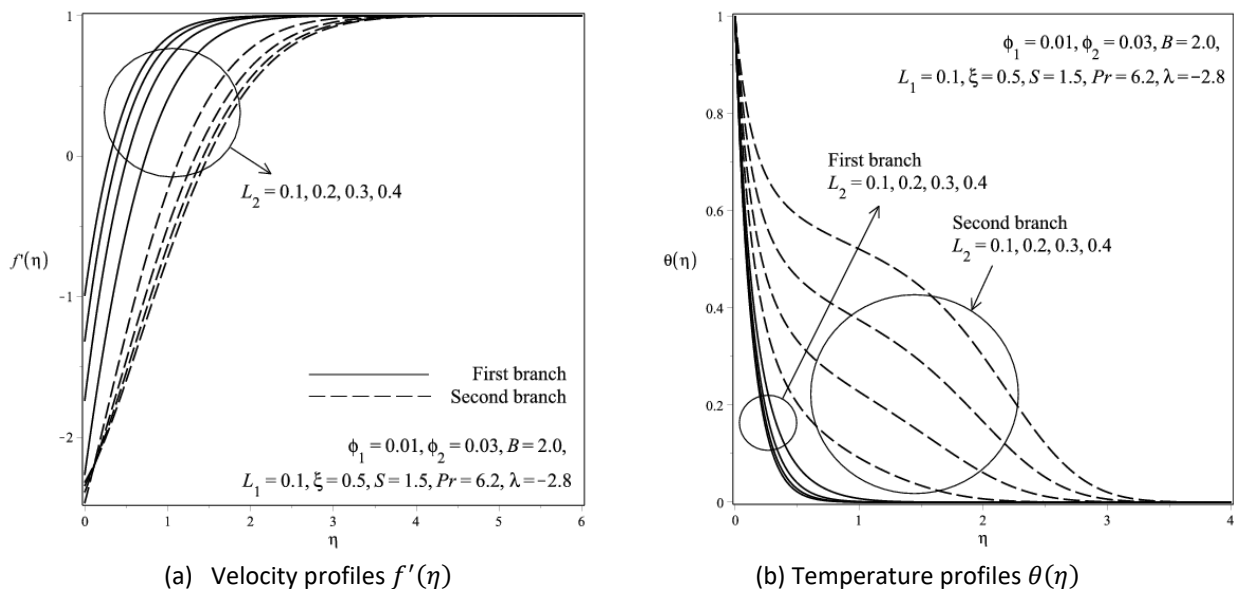 1
0
-1
-2
f'(η)
L₂ = 0.1, 0.2, 0.3, 0.4
First branch
Second branch
ϕ₁ = 0.01, ϕ₂ = 0.03, B = 2.0,
L₁ = 0.1, ξ = 0.5, S = 1.5, Pr = 6.2, λ = −2.8
0 1 2 3 4 5 6
η
(a) Velocity profiles f′(η)
1
0.8
0.6
0.4
0.2
0
θ(η)
ϕ₁ = 0.01, ϕ₂ = 0.03, B = 2.0,
L₁ = 0.1, ξ = 0.5, S = 1.5, Pr = 6.2, λ = −2.8
First branch
L₂ = 0.1, 0.2, 0.3, 0.4
Second branch
L₂ = 0.1, 0.2, 0.3, 0.4
0 1 2 3 4
η
(b) Temperature profiles θ(η)